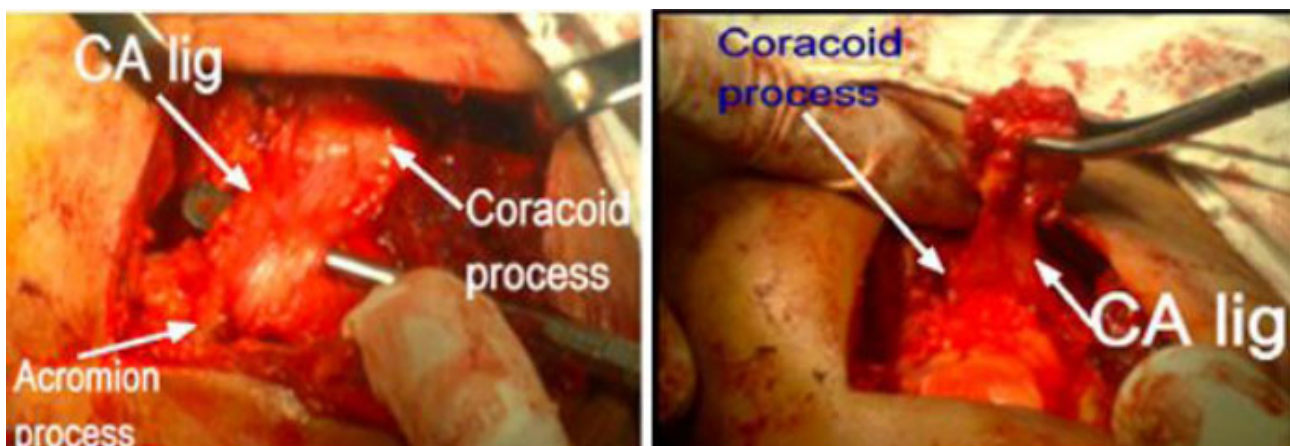 CA lig
Coracoid
process
Acromion
process
Coracoid
process
CA lig